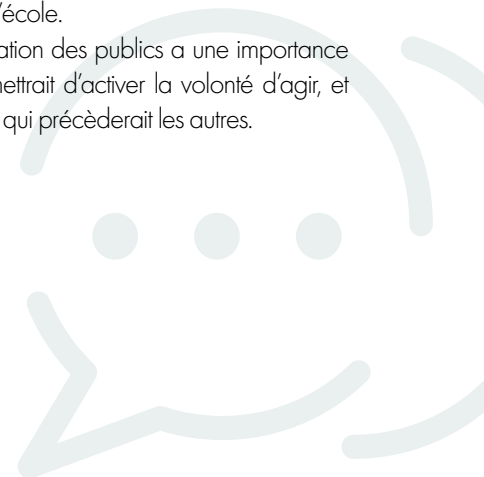 'école.
ation des publics a une importance
nettrait d'activer la volonté d'agir, et
qui précèderait les autres.